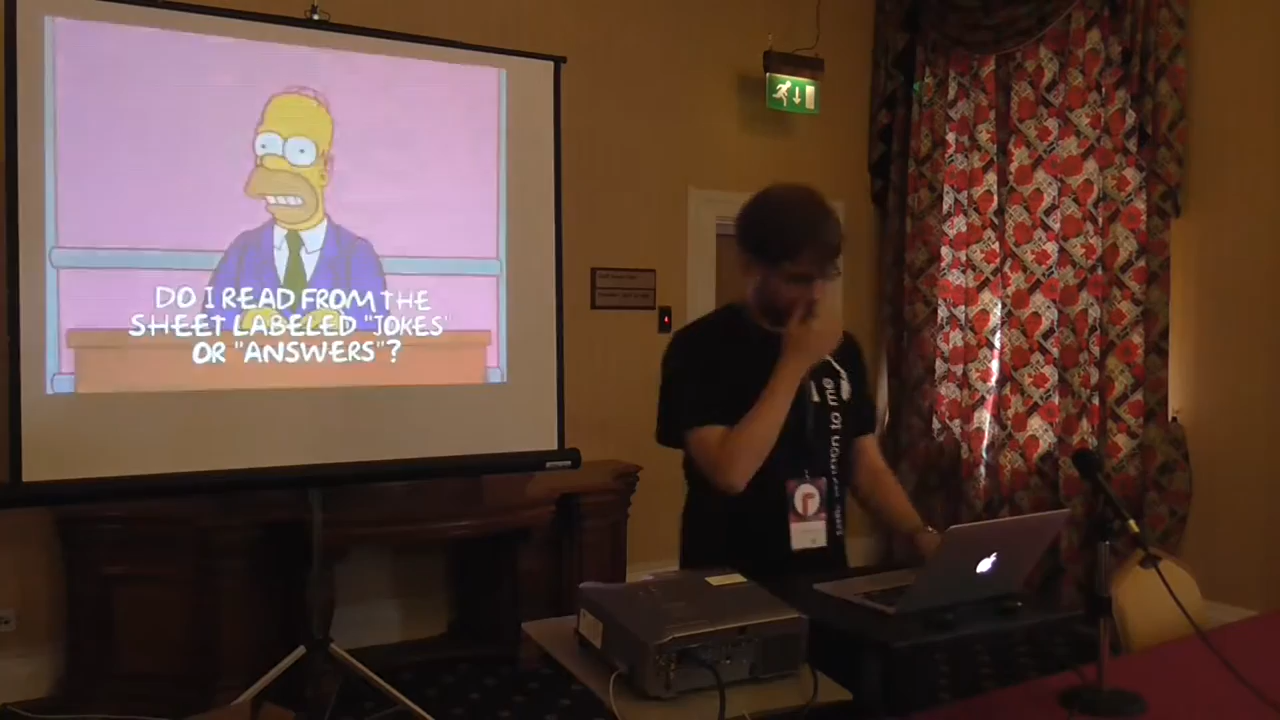 DO I READ FROM THE
SHEET LABELED "JOKES"
OR "ANSWERS"?